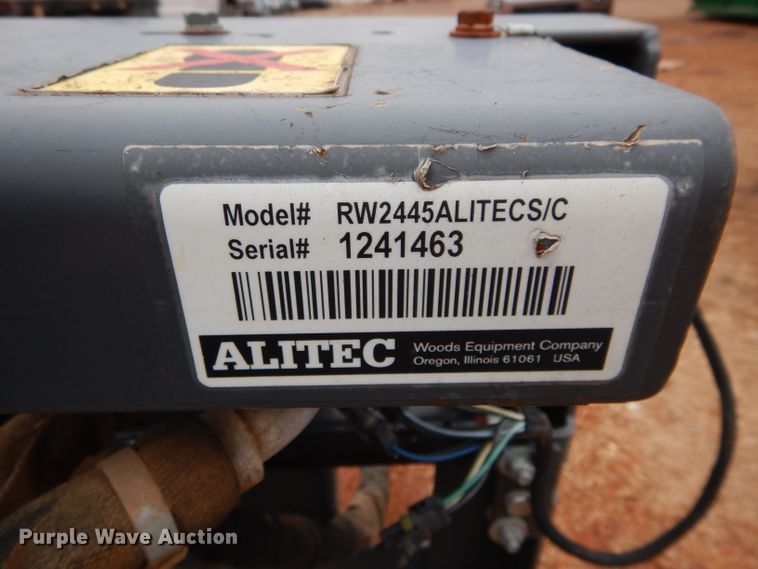 Model# RW2445ALITECS/C
Serial# 1241463
ALITEC Woods Equipment Company
Oregon, Illinois 61061 USA
Purple Wave Auction